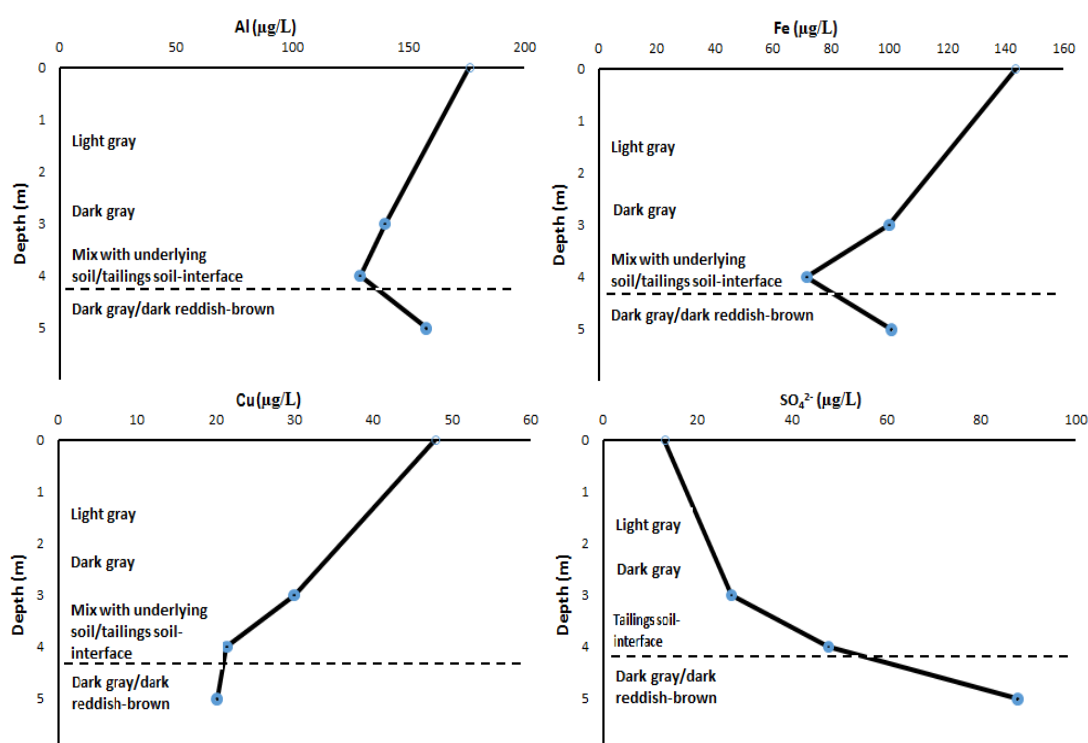 Al (µg/L)
0 50 100 150 200
0
1
2
3
4
5
Depth (m)
Light gray
Dark gray
Mix with underlying
soil/tailings soil-interface
Dark gray/dark reddish-brown
Fe (µg/L)
0 20 40 60 80 100 120 140 160
0
1
2
3
4
5
Depth (m)
Light gray
Dark gray
Mix with underlying
soil/tailings soil-interface
Dark gray/dark reddish-brown
Cu (µg/L)
0 10 20 30 40 50 60
0
1
2
3
4
5
Depth (m)
Light gray
Dark gray
Mix with underlying
soil/tailings soil-
interface
Dark gray/dark
reddish-brown
SO₄²⁻ (µg/L)
0 20 40 60 80 100
0
1
2
3
4
5
Depth (m)
Light gray
Dark gray
Tailings soil-
interface
Dark gray/dark
reddish-brown